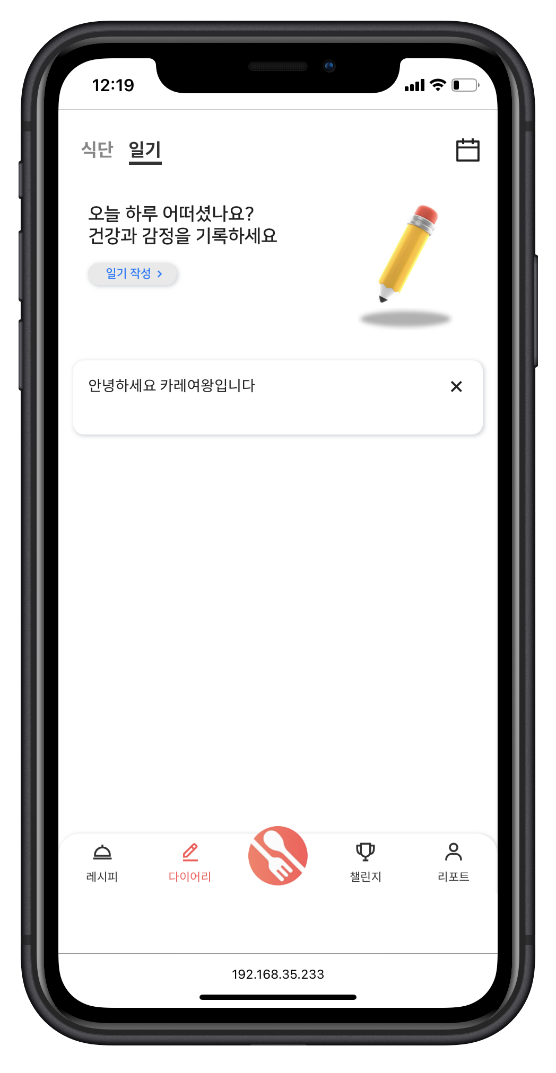 12:19
식단 일기
오늘 하루 어떠셨나요?
건강과 감정을 기록하세요
일기 작성 >
안녕하세요 카레여왕입니다
레시피 다이어리 챌린지 리포트
192.168.35.233